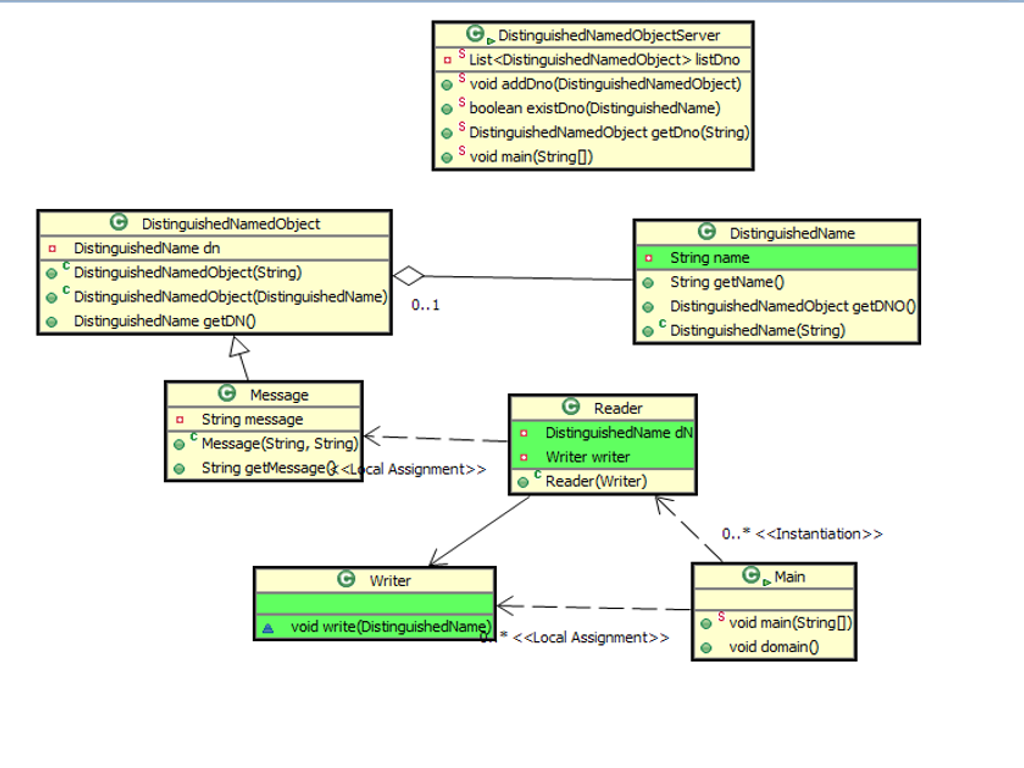 DistinguishedNamedObjectServer
S List<DistinguishedNamedObject> listDno
S void addDno(DistinguishedNamedObject)
S boolean existDno(DistinguishedName)
S DistinguishedNamedObject getDno(String)
S void main(String[])
C DistinguishedNamedObject
DistinguishedName dn
C DistinguishedNamedObject(String)
C DistinguishedNamedObject(DistinguishedName)
DistinguishedName getDN()
0..1
C DistinguishedName
String name
String getName()
DistinguishedNamedObject getDNO()
C DistinguishedName(String)
C Message
String message
C Message(String, String)
String getMessage()
<<Local Assignment>>
C Reader
DistinguishedName dN
Writer writer
C Reader(Writer)
0..* <<Instantiation>>
C Writer
void write(DistinguishedName)
0..* <<Local Assignment>>
C Main
S void main(String[])
void domain()